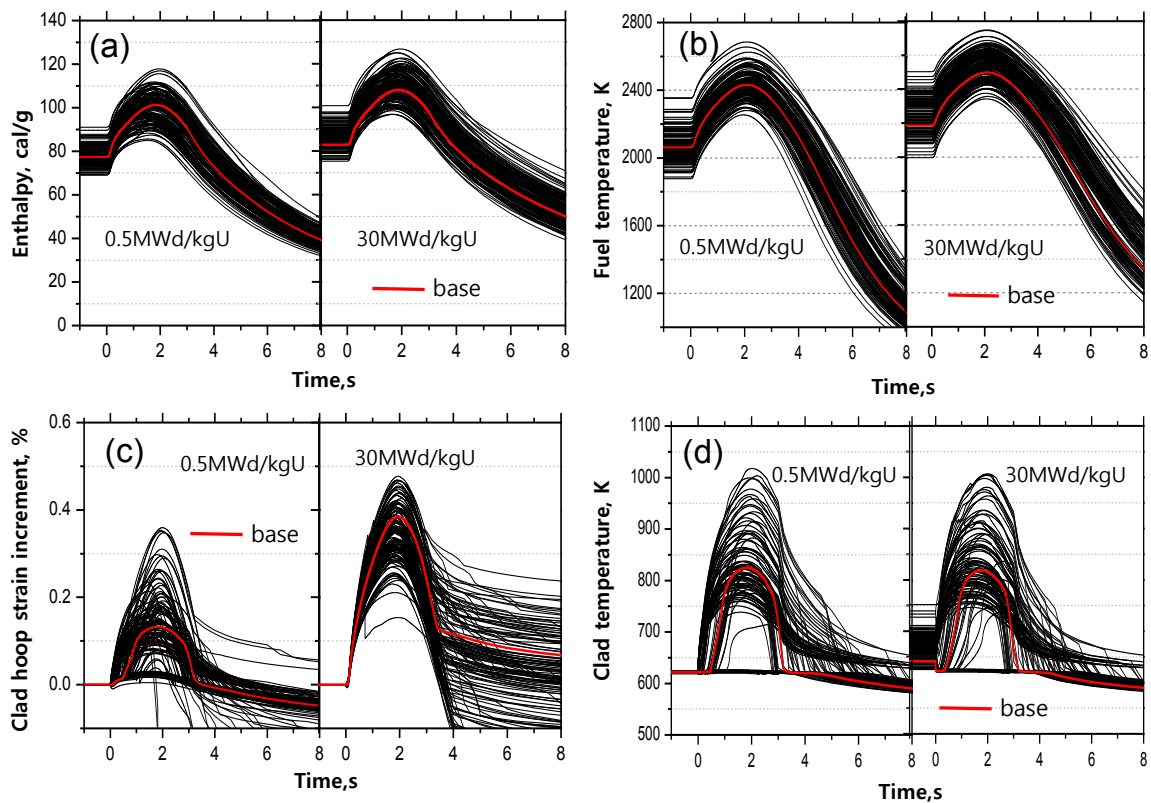 (a)
Enthalpy, cal/g
140
120
100
80
60
40
20
0
0.5MWd/kgU
30MWd/kgU
base
0 2 4 6 8 0 2 4 6 8
Time,s
(b)
Fuel temperature, K
2800
2400
2000
1600
1200
0.5MWd/kgU
30MWd/kgU
base
0 2 4 6 8 0 2 4 6 8
Time,s
(c)
Clad hoop strain increment, %
0.6
0.4
0.2
0.0
0.5MWd/kgU
30MWd/kgU
base
0 2 4 6 8 0 2 4 6 8
Time,s
(d)
Clad temperature, K
1100
1000
900
800
700
600
500
0.5MWd/kgU
30MWd/kgU
base
0 2 4 6 8 0 2 4 6 8
Time,s